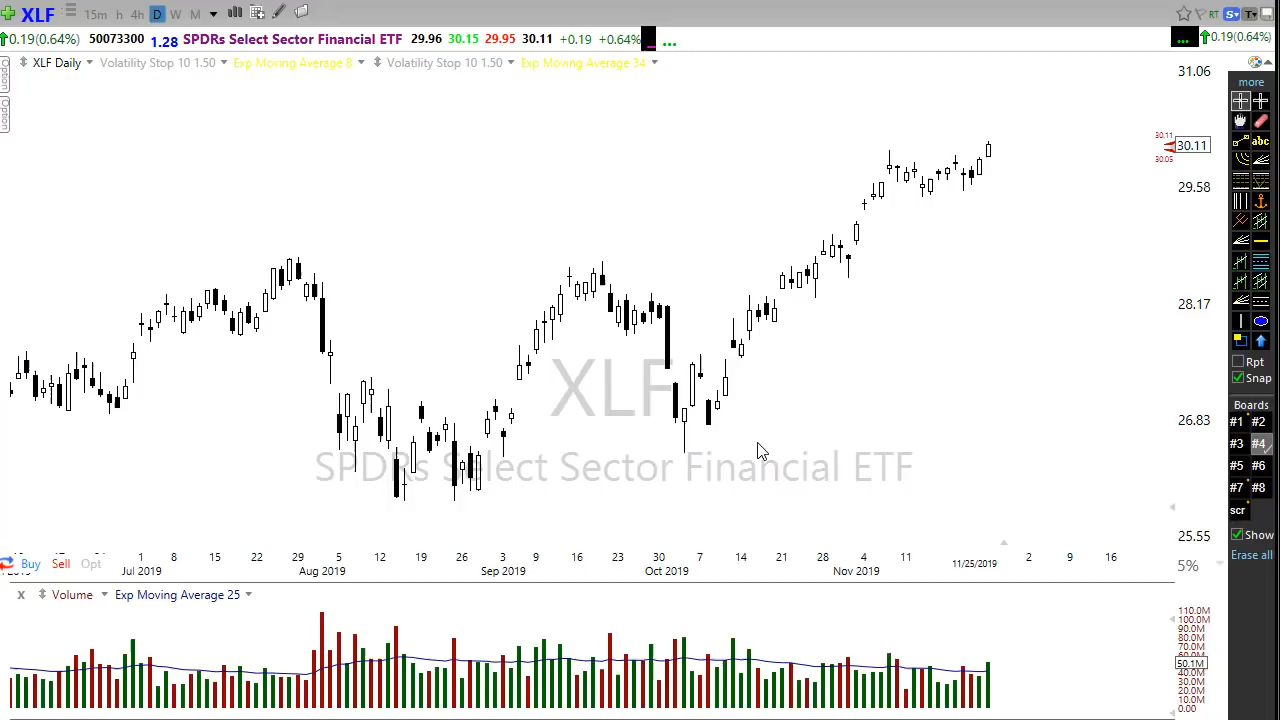 XLF 15m h 4h D W M RT S T
0.19(0.64%) 50073300 1.28 SPDRs Select Sector Financial ETF 29.96 30.15 29.95 30.11 +0.19 +0.64% ... ... 0.19(0.64%)
Option
Option
XLF Daily Volatility Stop 10 1.50 Exp Moving Average 8 Volatility Stop 10 1.50 Exp Moving Average 34
31.06
30.11
30.11
30.05
29.58
28.17
26.83
25.55
5%
XLF
SPDRs Select Sector Financial ETF
1 8 15 22 29 5 12 19 26 3 9 16 23 30 7 14 21 28 4 11 2 9 16
Jul 2019 Aug 2019 Sep 2019 Oct 2019 Nov 2019 11/25/2019
Buy Sell Opt
X Volume Exp Moving Average 25
110.0M
100.0M
90.0M
80.0M
70.0M
50.1M
40.0M
30.0M
20.0M
10.0M
0.00
more
abc
Rpt
Snap
Boards
#1 #2
#3 #4
#5 #6
#7 #8
scr
Show
Erase all